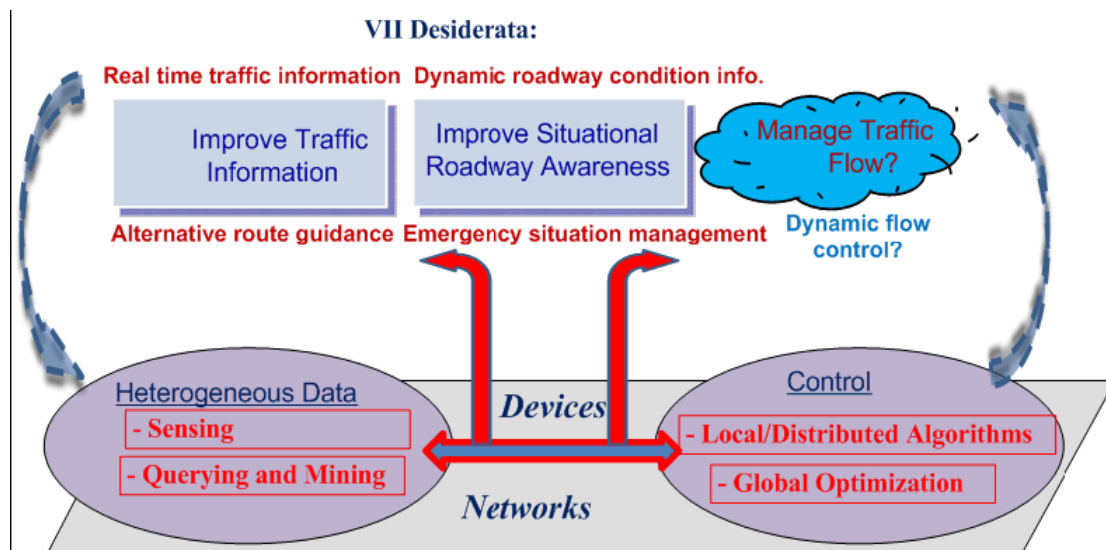 VII Desiderata:
Real time traffic information
Dynamic roadway condition info.
Improve Traffic
Information
Improve Situational
Roadway Awareness
Manage Traffic
Flow?
Alternative route guidance
Emergency situation management
Dynamic flow
control?
Heterogeneous Data
- Sensing
- Querying and Mining
Devices
Networks
Control
- Local/Distributed Algorithms
- Global Optimization